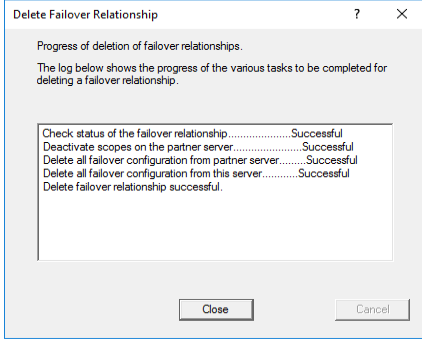 Delete Failover Relationship
Progress of deletion of failover relationships.
The log below shows the progress of the various tasks to be completed for
deleting a failover relationship.
Check status of the failover relationship.....................Successful
Deactivate scopes on the partner server.......................Successful
Delete all failover configuration from partner server.........Successful
Delete all failover configuration from this server............Successful
Delete failover relationship successful.
Close
Cancel